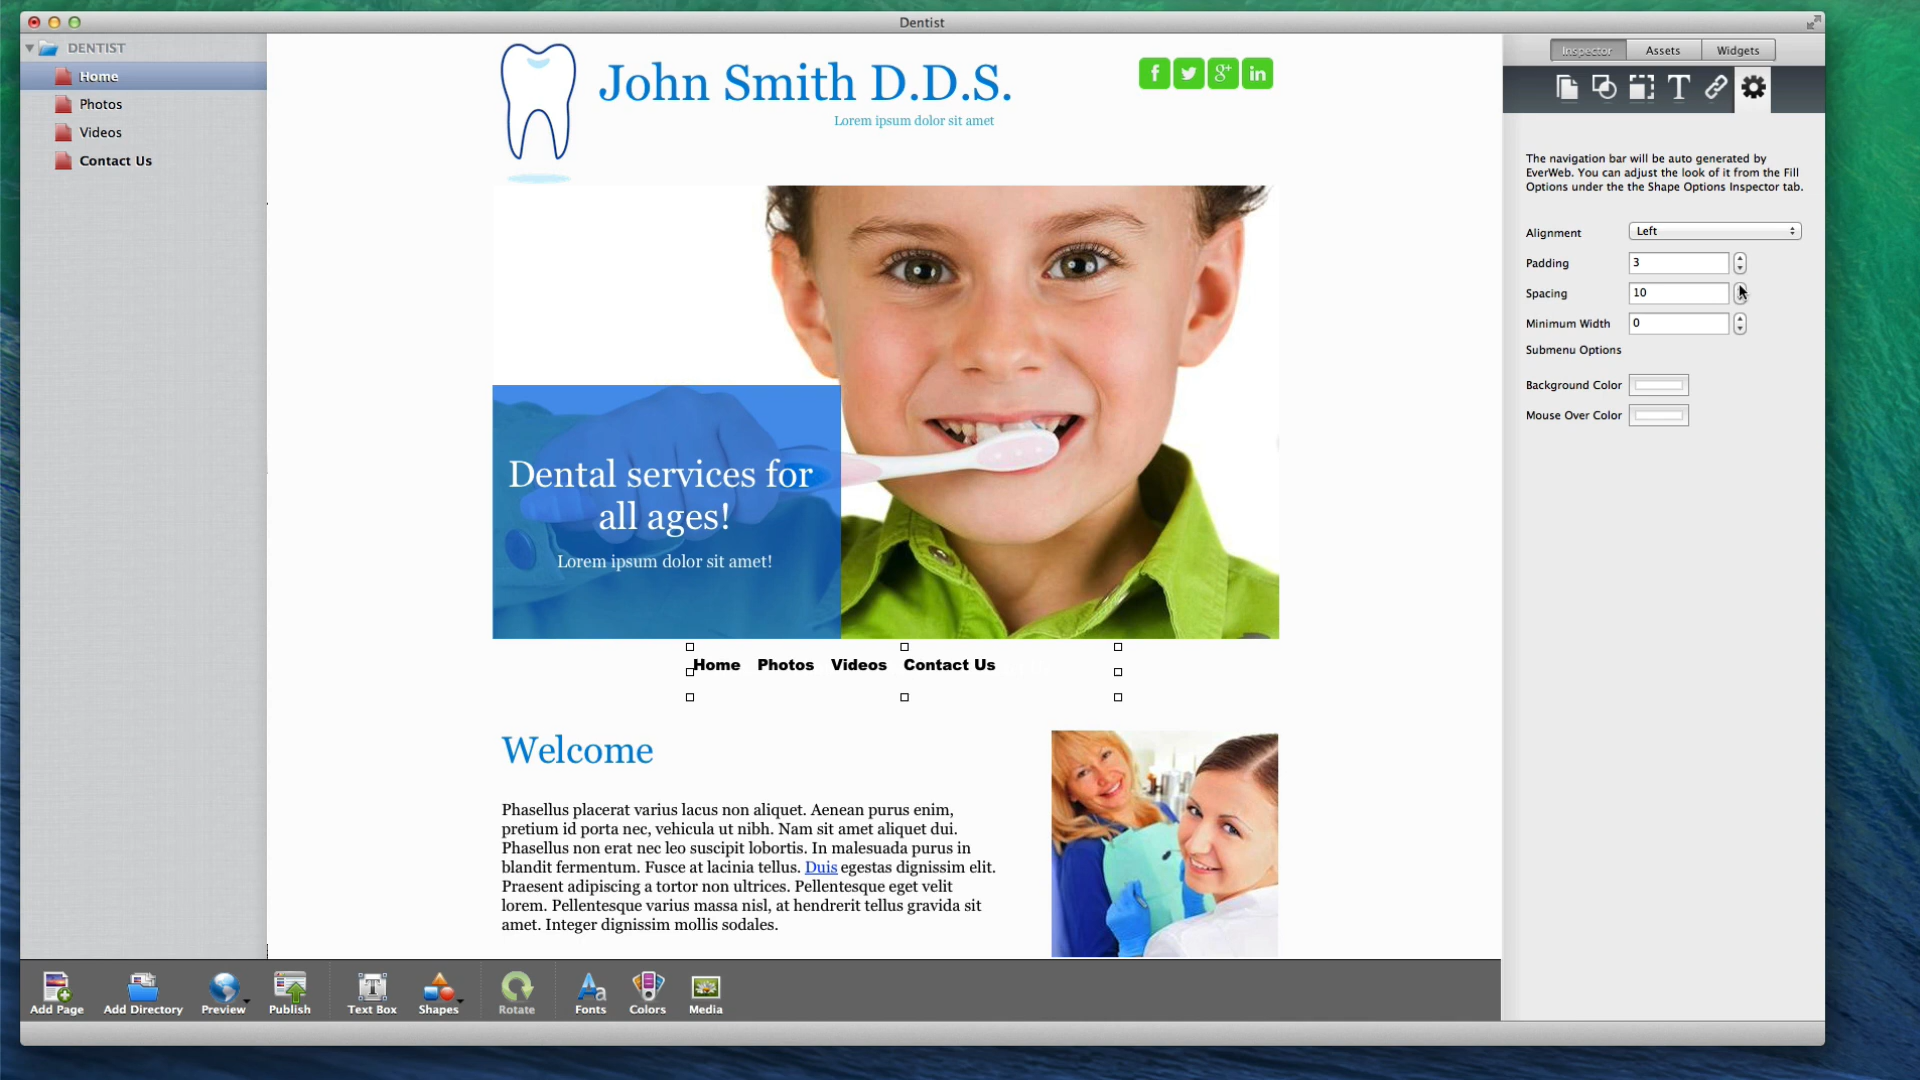 Dentist
DENTIST
Home
Photos
Videos
Contact Us
John Smith D.D.S.
Lorem ipsum dolor sit amet
f
g+
in
Dental services for
all ages!
Lorem ipsum dolor sit amet!
Home Photos Videos Contact Us
Welcome
Phasellus placerat varius lacus non aliquet. Aenean purus enim,
pretium id porta nec, vehicula ut nibh. Nam sit amet aliquet dui.
Phasellus non erat nec leo suscipit lobortis. In malesuada purus in
blandit fermentum. Fusce at lacinia tellus. Duis egestas dignissim elit.
Praesent adipiscing a tortor non ultrices. Pellentesque eget velit
lorem. Pellentesque varius massa nisl, at hendrerit tellus gravida sit
amet. Integer dignissim mollis sodales.
Inspector Assets Widgets
T
The navigation bar will be auto generated by
EverWeb. You can adjust the look of it from the Fill
Options under the the Shape Options Inspector tab.
Alignment Left
Padding 3
Spacing 10
Minimum Width 0
Submenu Options
Background Color
Mouse Over Color
Add Page Add Directory Preview Publish Text Box Shapes Rotate Fonts Colors Media